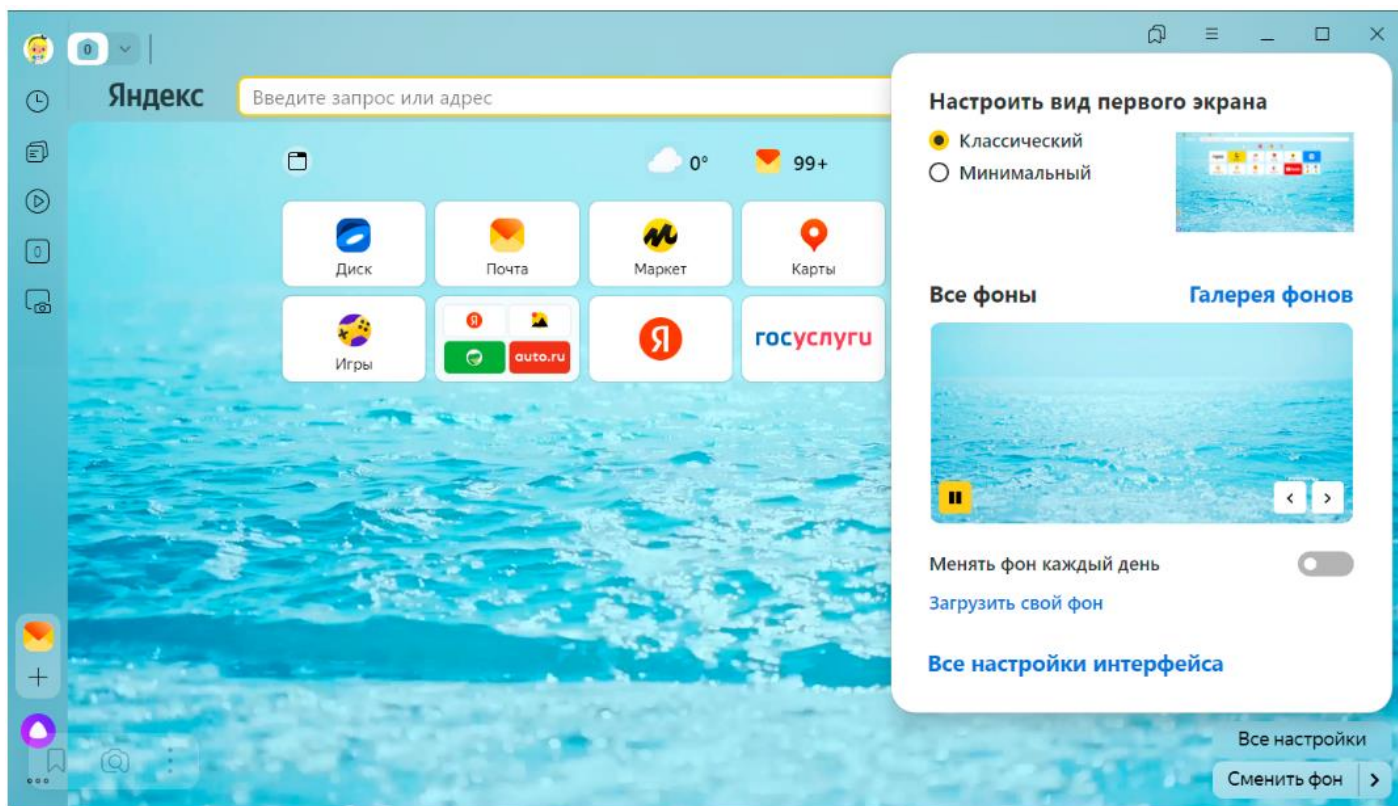 0
Яндекс
Введите запрос или адрес
0
0°
99+
Диск
Почта
Маркет
Карты
Игры
Я
auto.ru
Я
госуслуги
Настроить вид первого экрана
Классический
Минимальный
Все фоны
Галерея фонов
Менять фон каждый день
Загрузить свой фон
Все настройки интерфейса
Все настройки
Сменить фон